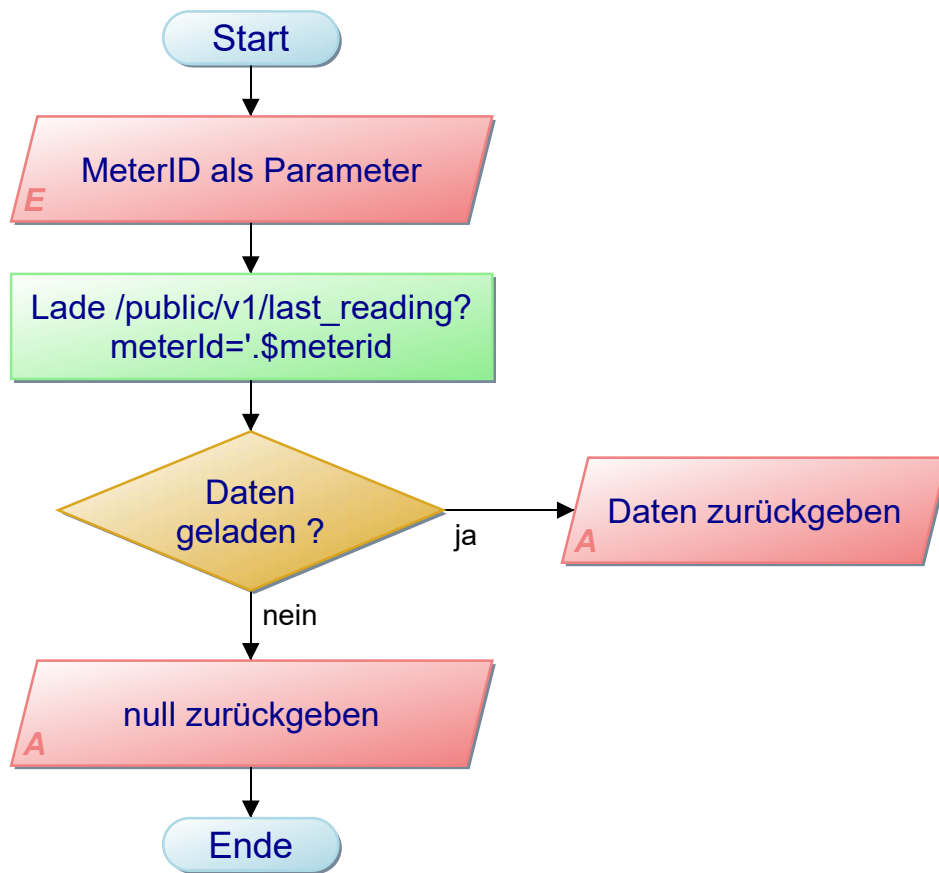 Start
MeterID als Parameter
E
Lade /public/v1/last_reading?
meterId='.$meterid
Daten
geladen ?
ja
Daten zurückgeben
A
nein
null zurückgeben
A
Ende